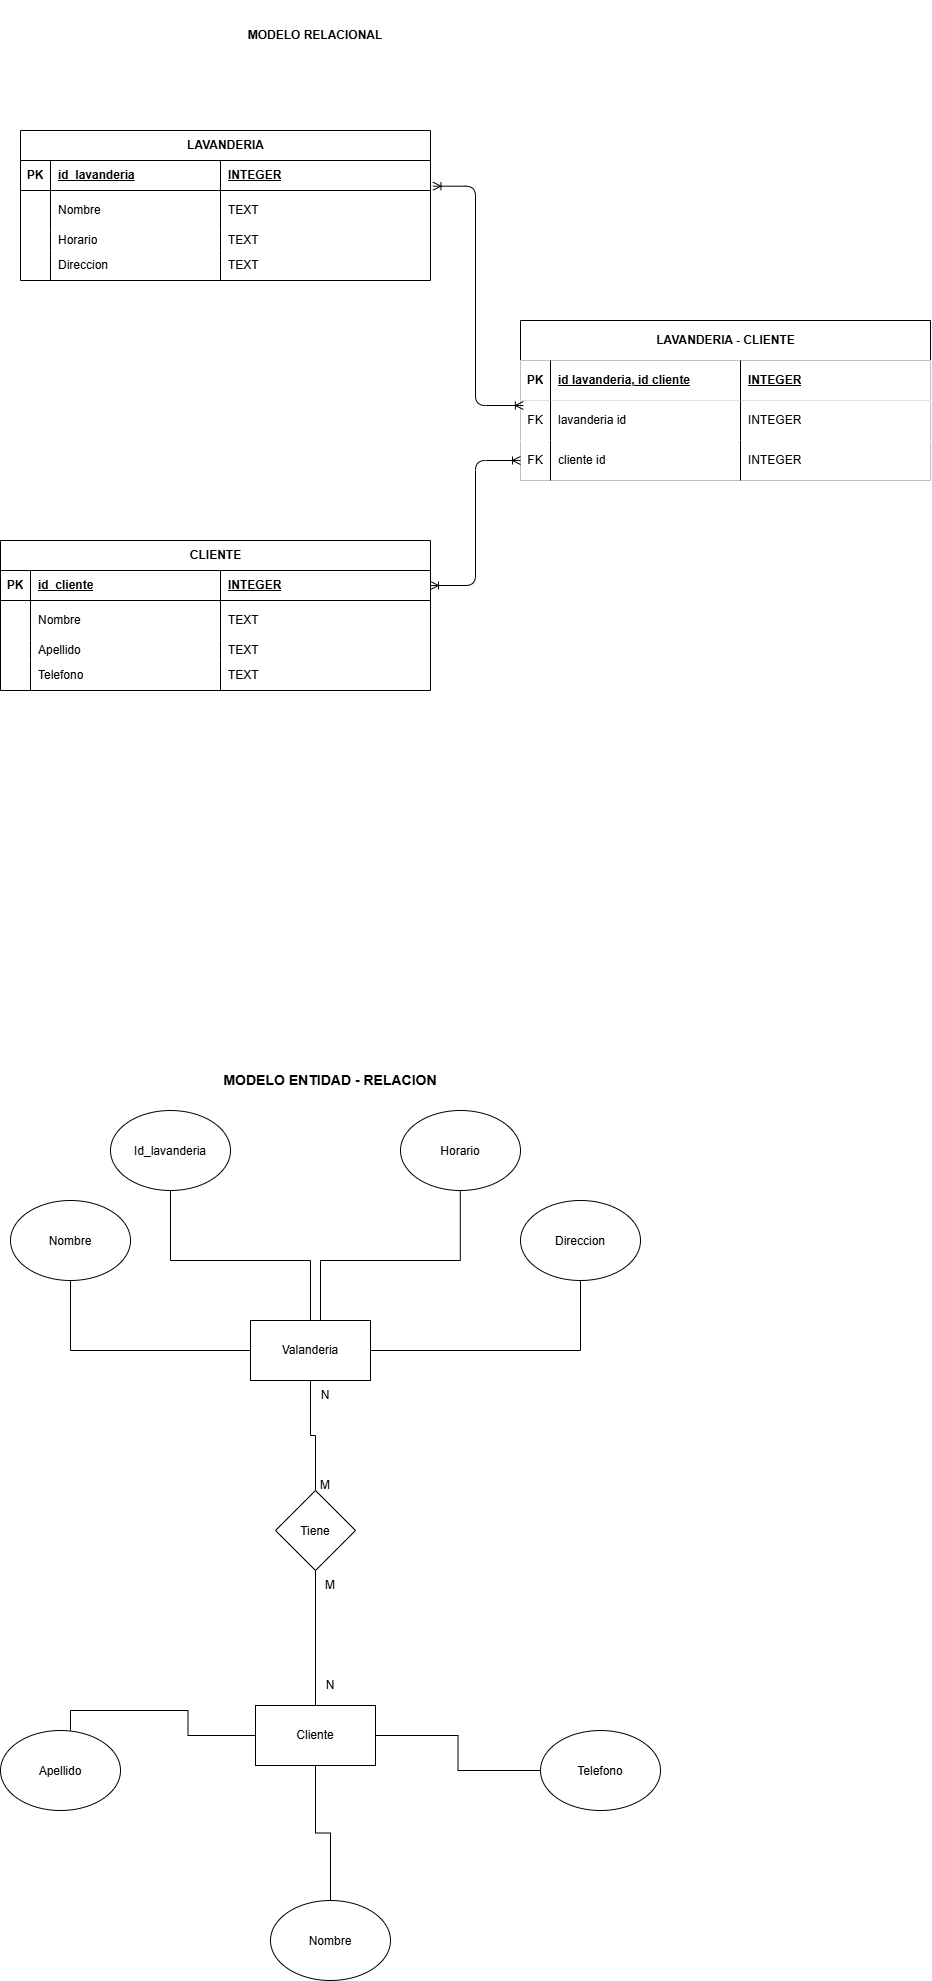 MODELO RELACIONAL
LAVANDERIA
PK id_lavanderia INTEGER
Nombre TEXT
Horario TEXT
Direccion TEXT
LAVANDERIA - CLIENTE
PK id lavanderia, id cliente INTEGER
FK lavanderia id INTEGER
FK cliente id INTEGER
CLIENTE
PK id_cliente INTEGER
Nombre TEXT
Apellido TEXT
Telefono TEXT
MODELO ENTIDAD - RELACION
Id_lavanderia
Horario
Nombre
Direccion
Valanderia
N
M
Tiene
M
N
Cliente
Apellido
Telefono
Nombre